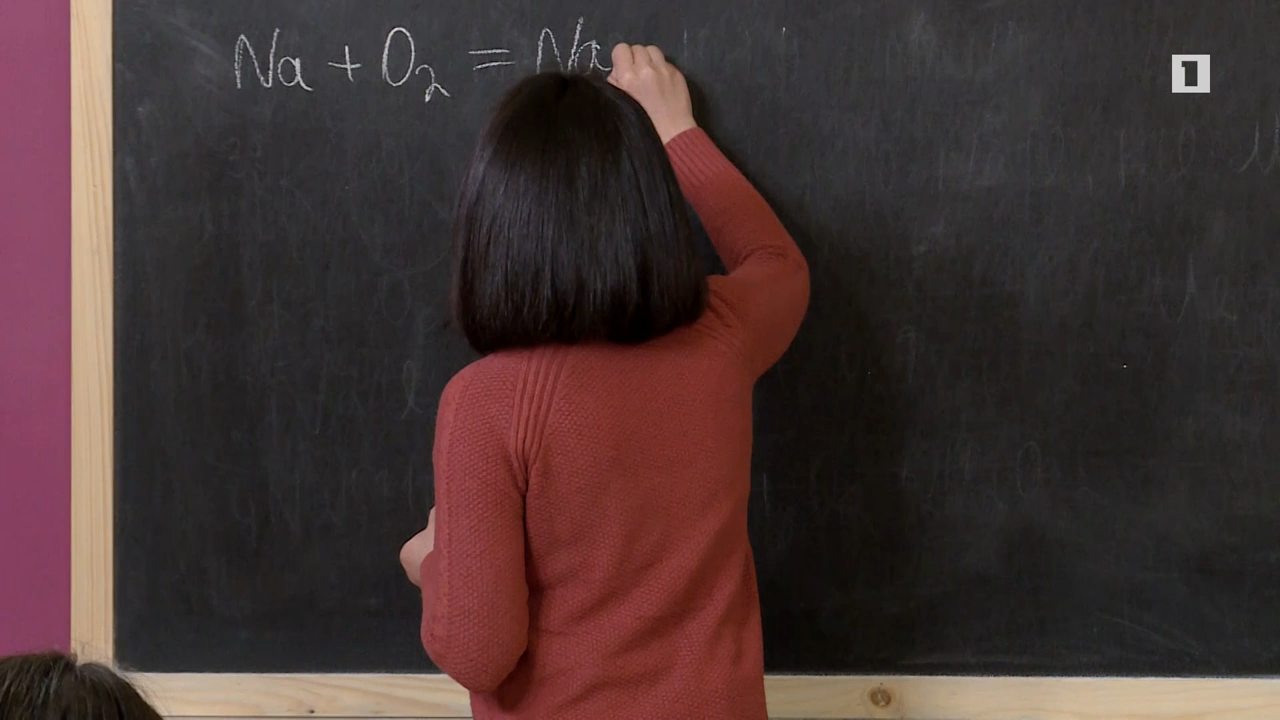 Na + O₂ = Na
1